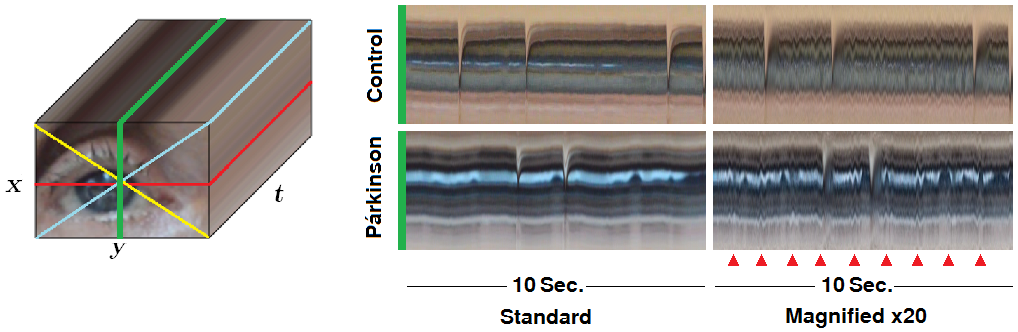 x
y
t
Control
Párkinson
10 Sec.
10 Sec.
Standard
Magnified x20